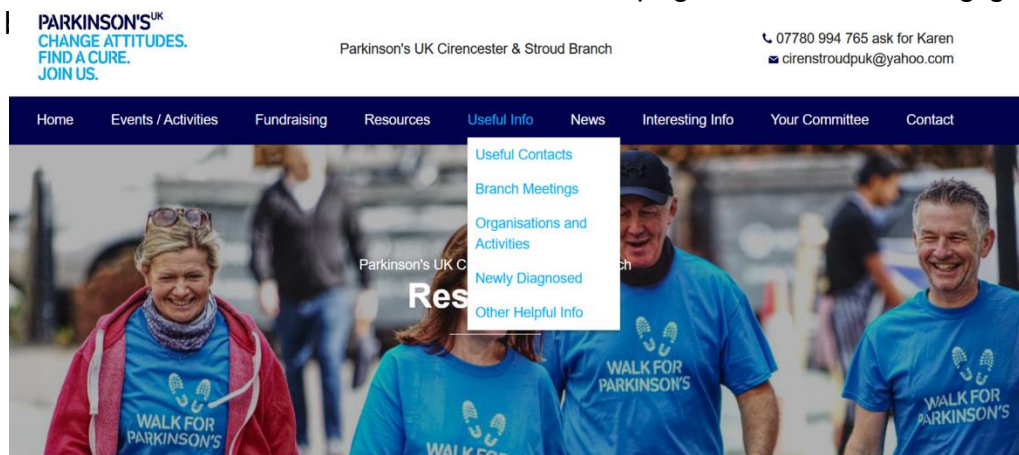 PARKINSON'S UK
CHANGE ATTITUDES.
FIND A CURE.
JOIN US.
Parkinson's UK Cirencester & Stroud Branch
07780 994 765 ask for Karen
cirenstroudpuk@yahoo.com
Home Events / Activities Fundraising Resources Useful Info News Interesting Info Your Committee Contact
Useful Contacts
Branch Meetings
Organisations and
Activities
Newly Diagnosed
Other Helpful Info
Parkinson's UK
Res
WALK FOR
PARKINSON'S
WALK FOR
WALK FOR
PARKINSON'S
WALK FOR
PARKINSON'S